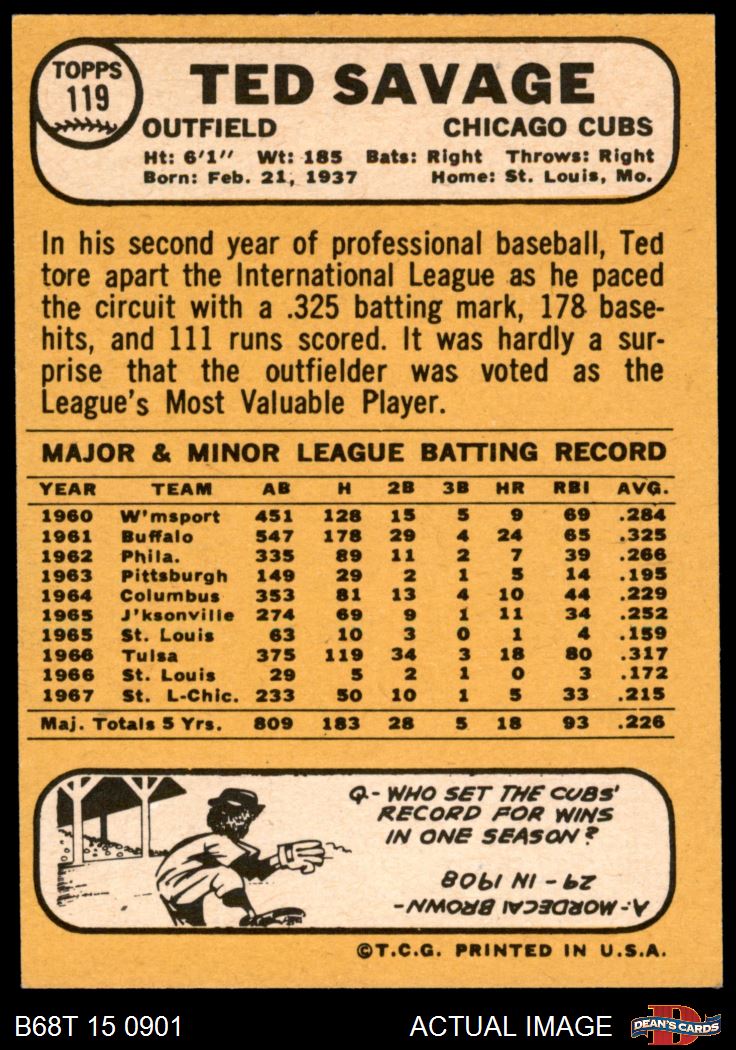 TOPPS
119
TED SAVAGE
OUTFIELD CHICAGO CUBS
Ht: 6'1'' Wt: 185 Bats: Right Throws: Right
Born: Feb. 21, 1937 Home: St. Louis, Mo.
In his second year of professional baseball, Ted
tore apart the International League as he paced
the circuit with a .325 batting mark, 178 base-
hits, and 111 runs scored. It was hardly a sur-
prise that the outfielder was voted as the
League's Most Valuable Player.
MAJOR & MINOR LEAGUE BATTING RECORD
YEAR TEAM AB H 2B 3B HR RBI AVG.
1960 W'msport 451 128 15 5 9 69 .284
1961 Buffalo 547 178 29 4 24 65 .325
1962 Phila. 335 89 11 2 7 39 .266
1963 Pittsburgh 149 29 2 1 5 14 .195
1964 Columbus 353 81 13 4 10 44 .229
1965 J'ksonville 274 69 9 1 11 34 .252
1965 St. Louis 63 10 3 0 1 4 .159
1966 Tulsa 375 119 34 3 18 80 .317
1966 St. Louis 29 5 2 1 0 3 .172
1967 St. L-Chic. 233 50 10 1 5 33 .215
Maj. Totals 5 Yrs. 809 183 28 5 18 93 .226
Q- WHO SET THE CUBS'
RECORD FOR WINS
IN ONE SEASON?
A: MORDECAI BROWN-
29 - IN 1908
©T.C.G. PRINTED IN U.S.A.
B68T 15 0901 ACTUAL IMAGE DEAN'S CARDS